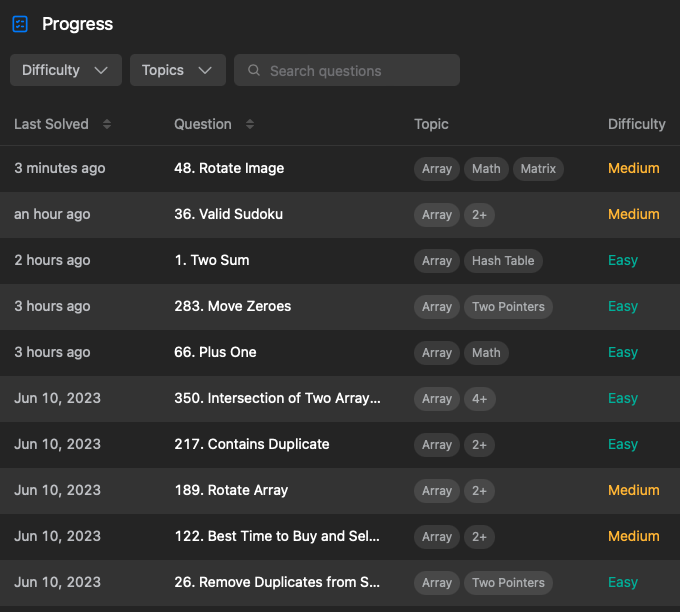 Progress
Difficulty Topics Search questions
Last Solved Question Topic Difficulty
3 minutes ago 48. Rotate Image Array Math Matrix Medium
an hour ago 36. Valid Sudoku Array 2+ Medium
2 hours ago 1. Two Sum Array Hash Table Easy
3 hours ago 283. Move Zeroes Array Two Pointers Easy
3 hours ago 66. Plus One Array Math Easy
Jun 10, 2023 350. Intersection of Two Array... Array 4+ Easy
Jun 10, 2023 217. Contains Duplicate Array 2+ Easy
Jun 10, 2023 189. Rotate Array Array 2+ Medium
Jun 10, 2023 122. Best Time to Buy and Sel... Array 2+ Medium
Jun 10, 2023 26. Remove Duplicates from S... Array Two Pointers Easy